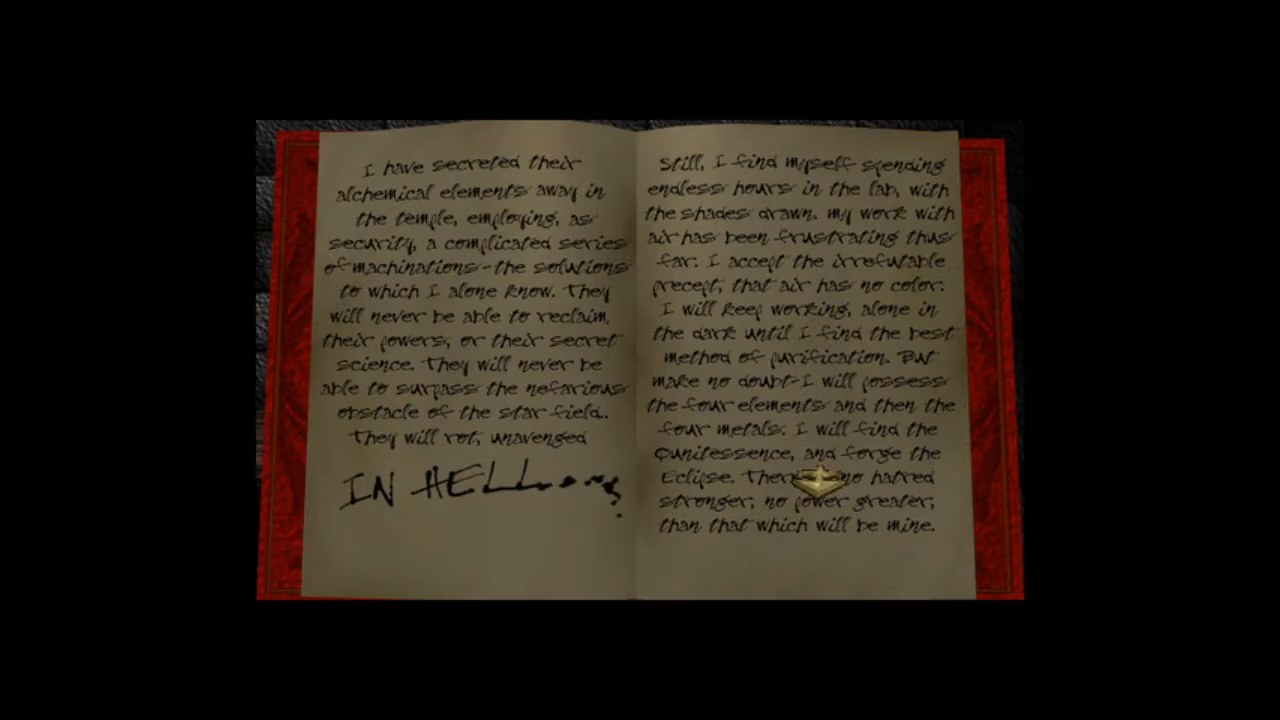 I have secreted their
alchemical elements away in
the temple, employing, as
security, a complicated series
of machinations-the solutions
to which I alone know. They
will never be able to reclaim
their powers, or their secret
science. They will never be
able to surpass the nefarious
obstacle of the star field.
They will rot, unavenged
IN HELL....
Still, I find myself spending
endless hours in the lab, with
the shades drawn. my work with
air has been frustrating thus
far. I accept the irrefutable
precept, that air has no color.
I will keep working, alone in
the dark until I find the best
method of purification. But
make no doubt-I will possess
the four elements and then the
four metals. I will find the
Qunitessence, and forge the
Eclipse. There no hatred
stronger, no power greater,
than that which will be mine.